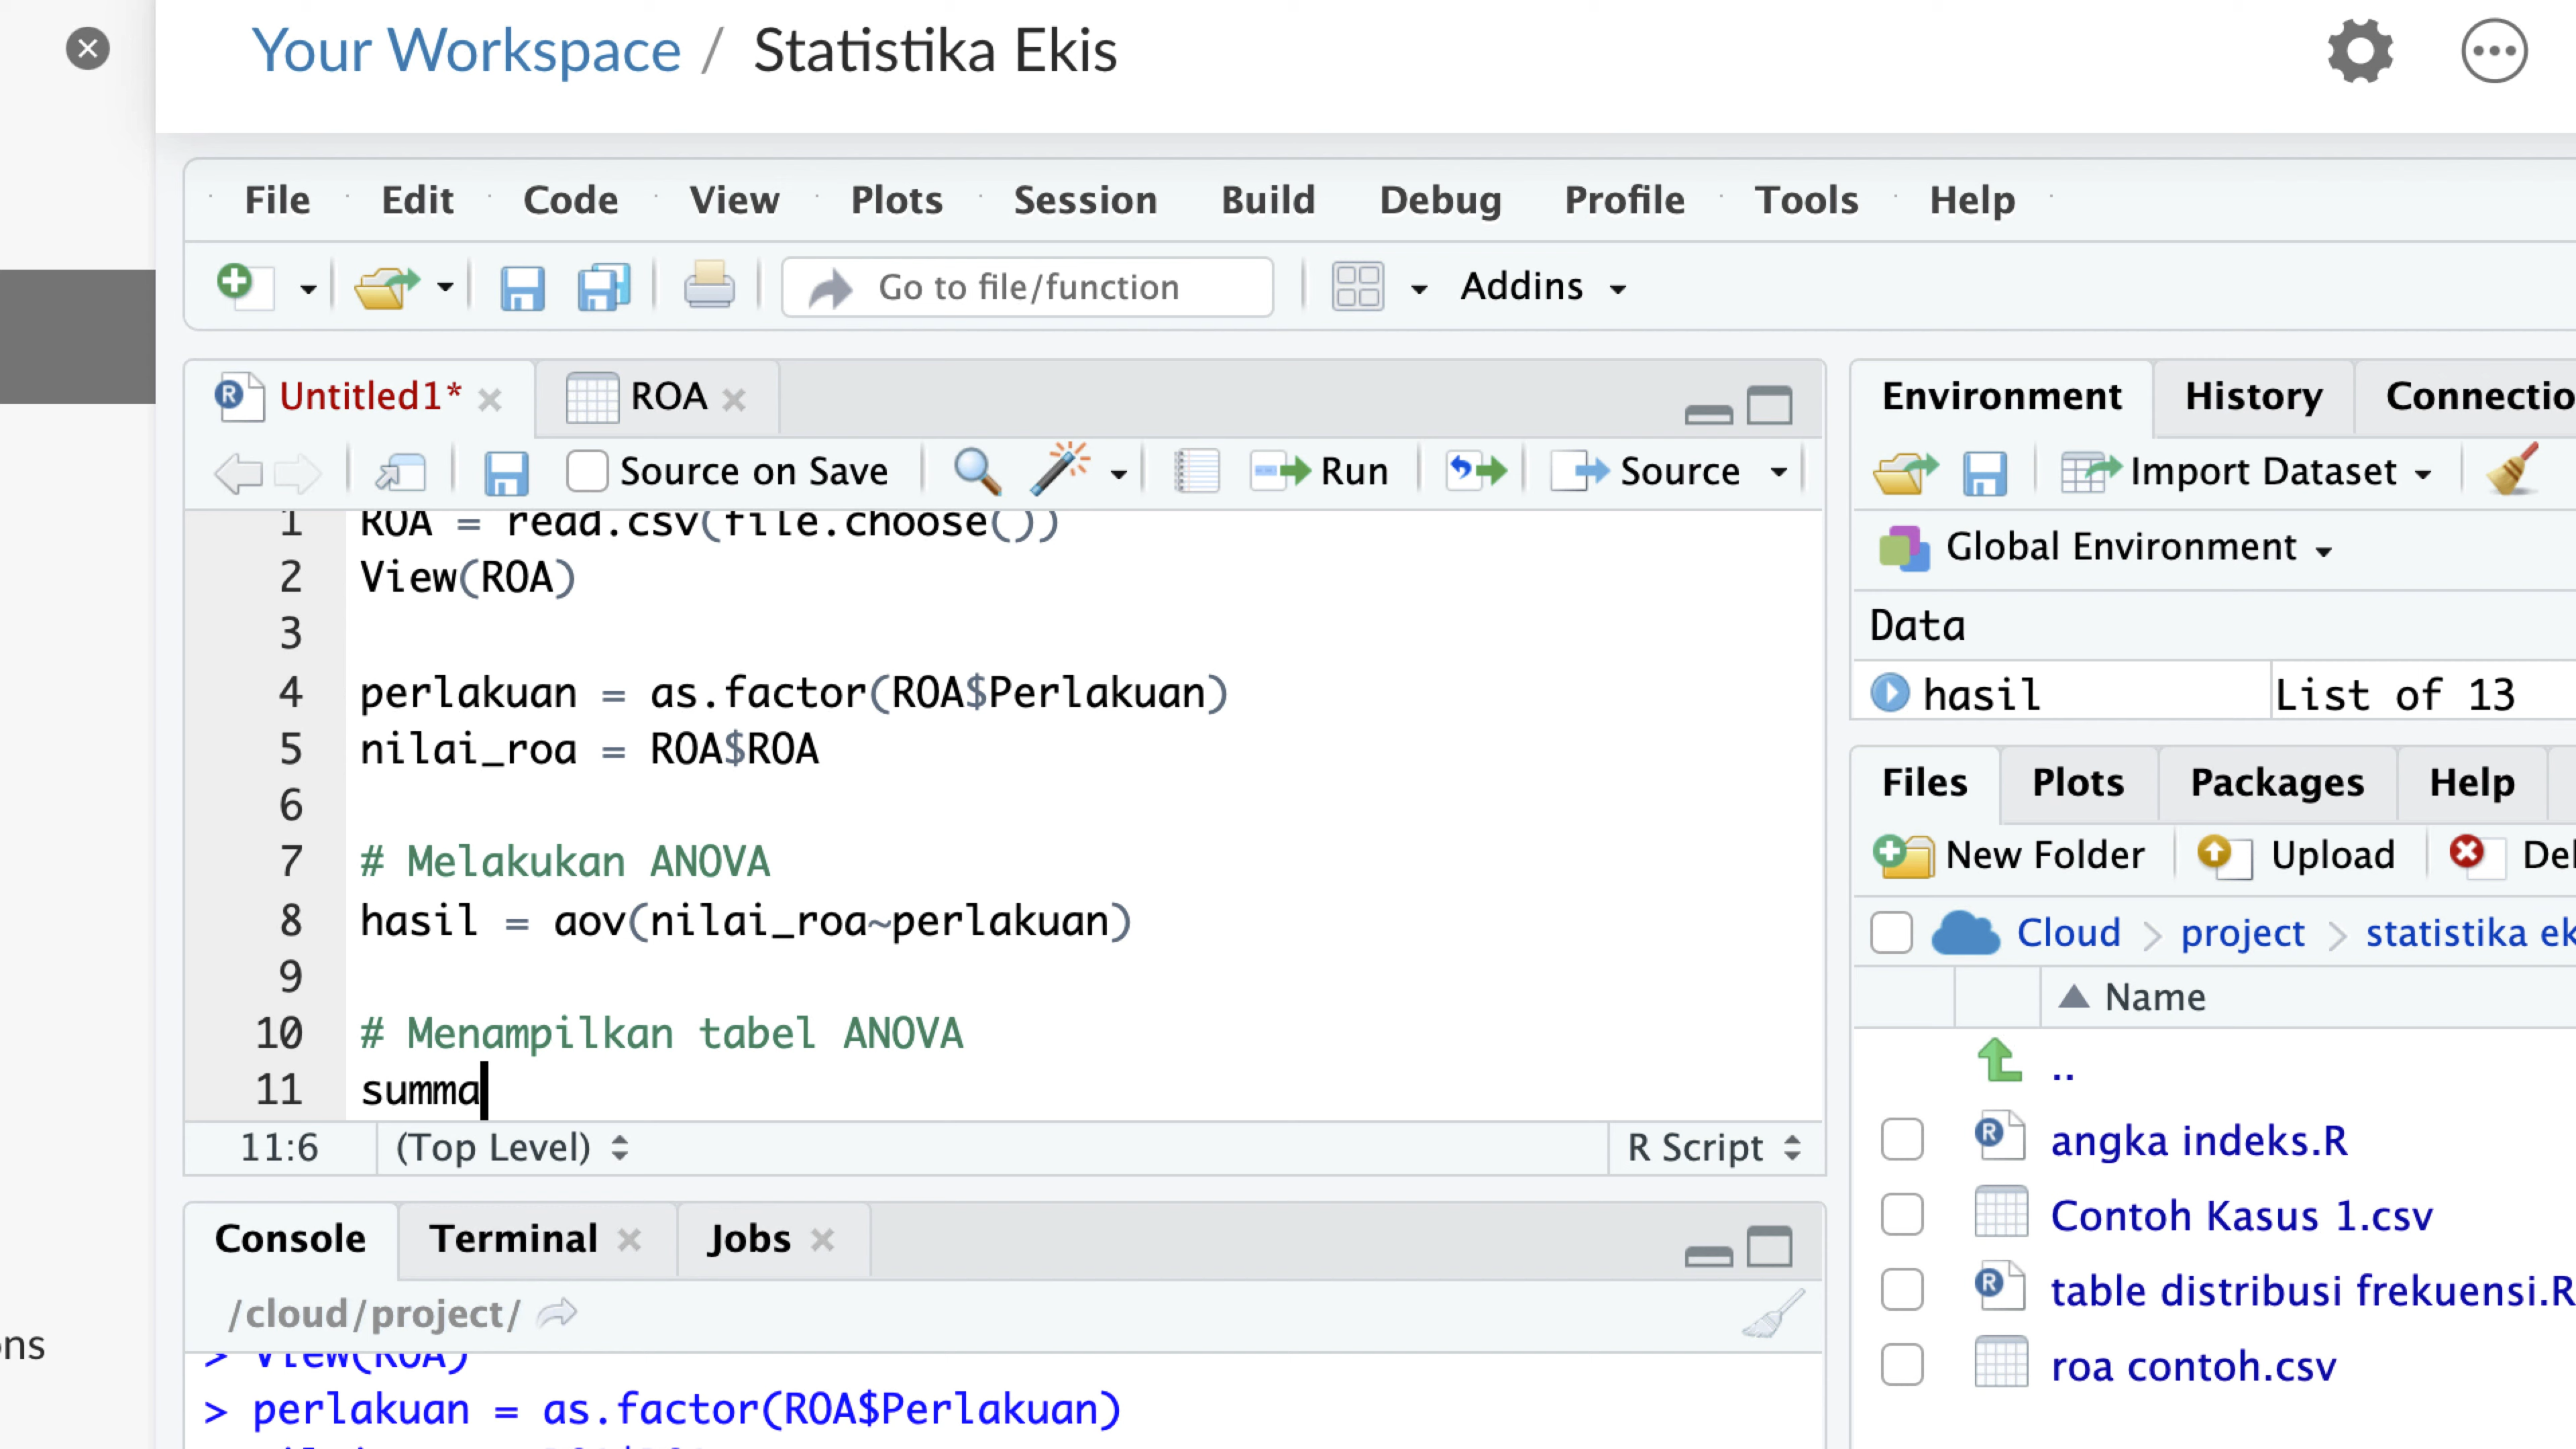 Your Workspace / Statistika Ekis
File Edit Code View Plots Session Build Debug Profile Tools Help
Go to file/function Addins
Untitled1* ROA
Source on Save Run Source
1 ROA = read.csv(file.choose())
2 View(ROA)
3
4 perlakuan = as.factor(ROA$Perlakuan)
5 nilai_roa = ROA$ROA
6
7 # Melakukan ANOVA
8 hasil = aov(nilai_roa~perlakuan)
9
10 # Menampilkan tabel ANOVA
11 summa
11:6 (Top Level) R Script
Console Terminal Jobs
/cloud/project/
> View(ROA)
> perlakuan = as.factor(ROA$Perlakuan)
Environment History Connectio
Import Dataset
Global Environment
Data
hasil List of 13
Files Plots Packages Help
New Folder Upload Del
Cloud > project > statistika ek
Name
..
angka indeks.R
Contoh Kasus 1.csv
table distribusi frekuensi.R
roa contoh.csv
ons